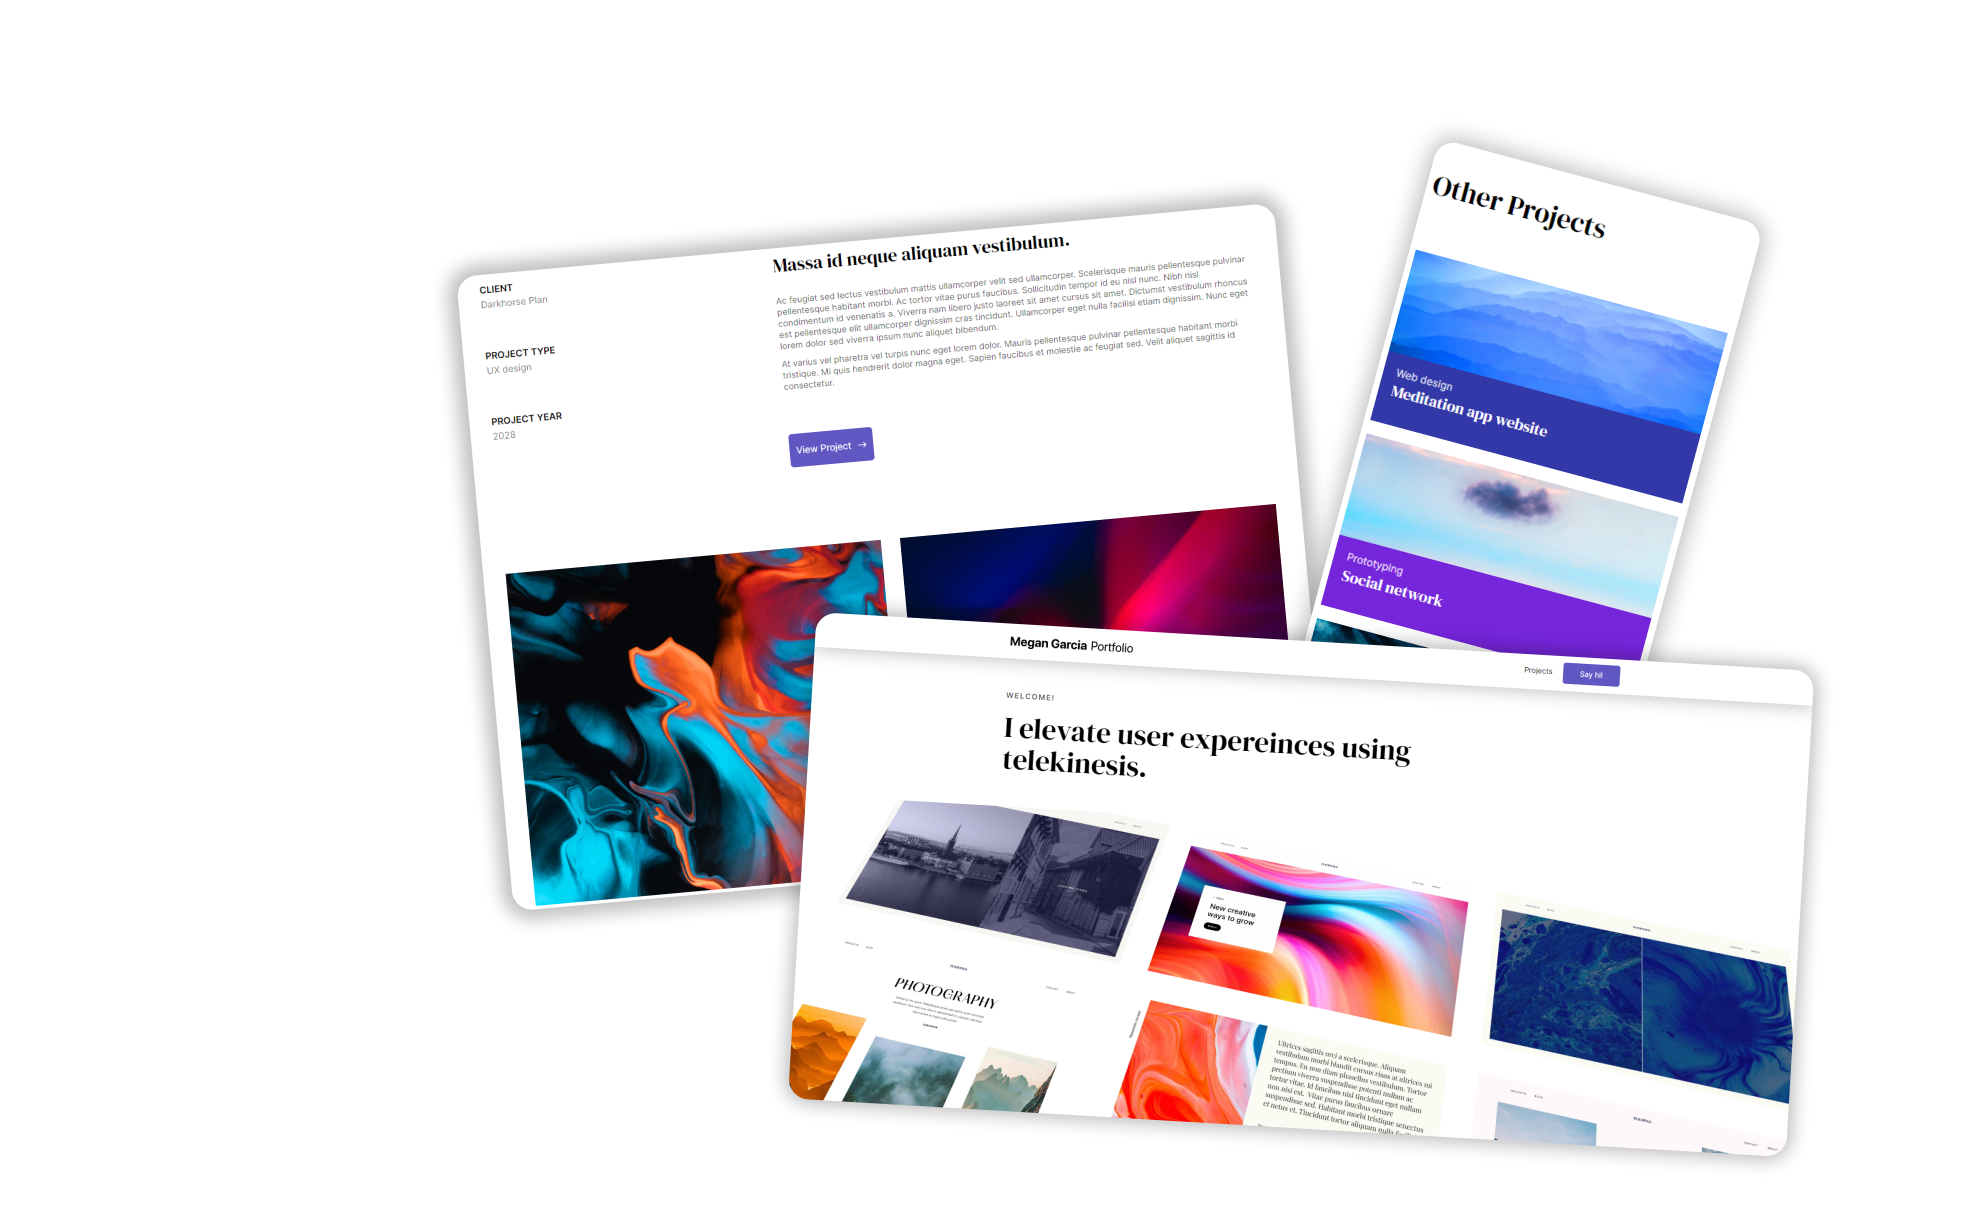 CLIENT
Darkhorse Plan
PROJECT TYPE
UX design
PROJECT YEAR
2028
Massa id neque aliquam vestibulum.
Ac feugiat sed lectus vestibulum mattis ullamcorper velit sed ullamcorper. Scelerisque mauris pellentesque pulvinar
pellentesque habitant morbi. Ac tortor vitae purus faucibus. Sollicitudin tempor id eu nisl nunc. Nibh nisl
condimentum id venenatis a. Viverra nam libero justo laoreet sit amet cursus sit amet. Dictumst vestibulum rhoncus
est pellentesque elit ullamcorper dignissim cras tincidunt. Ullamcorper eget nulla facilisi etiam dignissim. Nunc eget
lorem dolor sed viverra ipsum nunc aliquet bibendum.
At varius vel pharetra vel turpis nunc eget lorem dolor. Mauris pellentesque pulvinar pellentesque habitant morbi
tristique. Mi quis hendrerit dolor magna eget. Sapien faucibus et molestie ac feugiat sed. Velit aliquet sagittis id
consectetur.
View Project →
Other Projects
Web design
Meditation app website
Prototyping
Social network
Megan Garcia Portfolio
Projects
Say hi!
WELCOME!
I elevate user expereinces using
telekinesis.
New creative
ways to grow
PHOTOGRAPHY
Ultrices sagittis orci a scelerisque. Aliquam
vestibulum morbi blandit cursus risus at ultrices mi
tempus. Eu non diam phasellus vestibulum. Tortor
pretium viverra suspendisse potenti nullam ac
tortor vitae. Id faucibus nisl tincidunt eget nullam
non nisi est. Vitae purus faucibus ornare
suspendisse sed. Habitant morbi tristique senectus
et netus et. Tincidunt tortor aliquam nulla